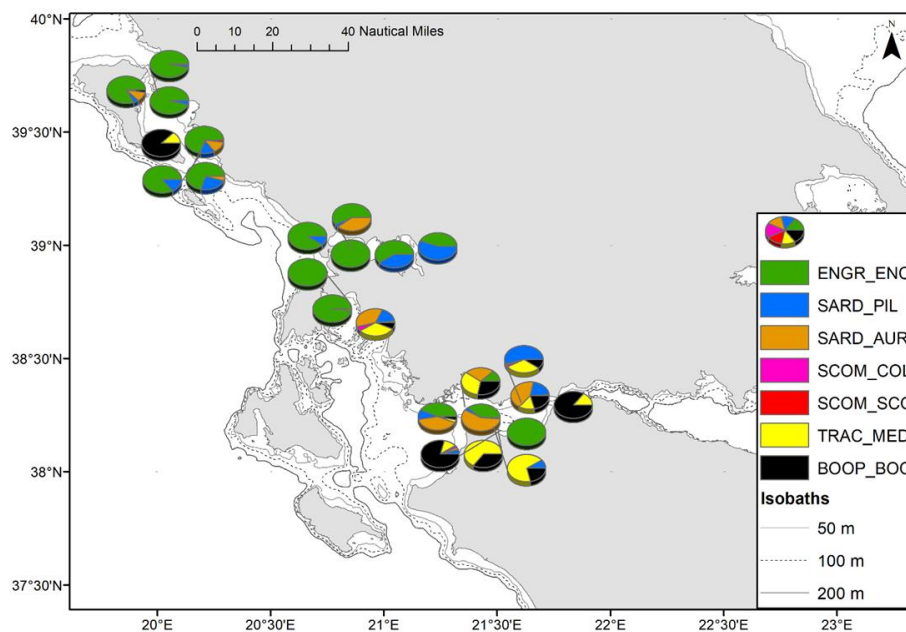 40°N
0 10 20 40 Nautical Miles
N
39°30'N
39°N
38°30'N
38°N
37°30'N
ENGR_ENC
SARD_PIL
SARD_AUR
SCOM_COL
SCOM_SCO
TRAC_MED
BOOP_BOO
Isobaths
50 m
100 m
200 m
20°E
20°30'E
21°E
21°30'E
22°E
22°30'E
23°E